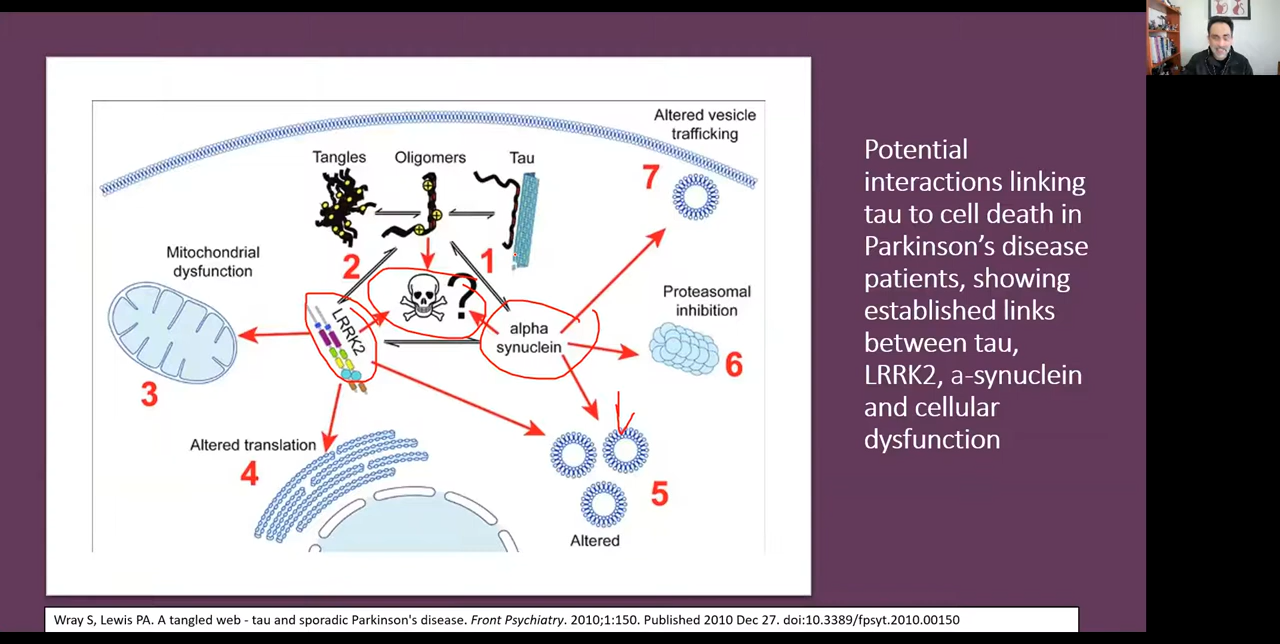 Altered vesicle
trafficking
Tangles
Oligomers
Tau
7
Mitochondrial
dysfunction
2
1
?
LRRK2
alpha
synuclein
Proteasomal
inhibition
3
6
Altered translation
4
5
Altered
Potential
interactions linking
tau to cell death in
Parkinson’s disease
patients, showing
established links
between tau,
LRRK2, a-synuclein
and cellular
dysfunction
Wray S, Lewis PA. A tangled web - tau and sporadic Parkinson's disease. Front Psychiatry. 2010;1:150. Published 2010 Dec 27. doi:10.3389/fpsyt.2010.00150